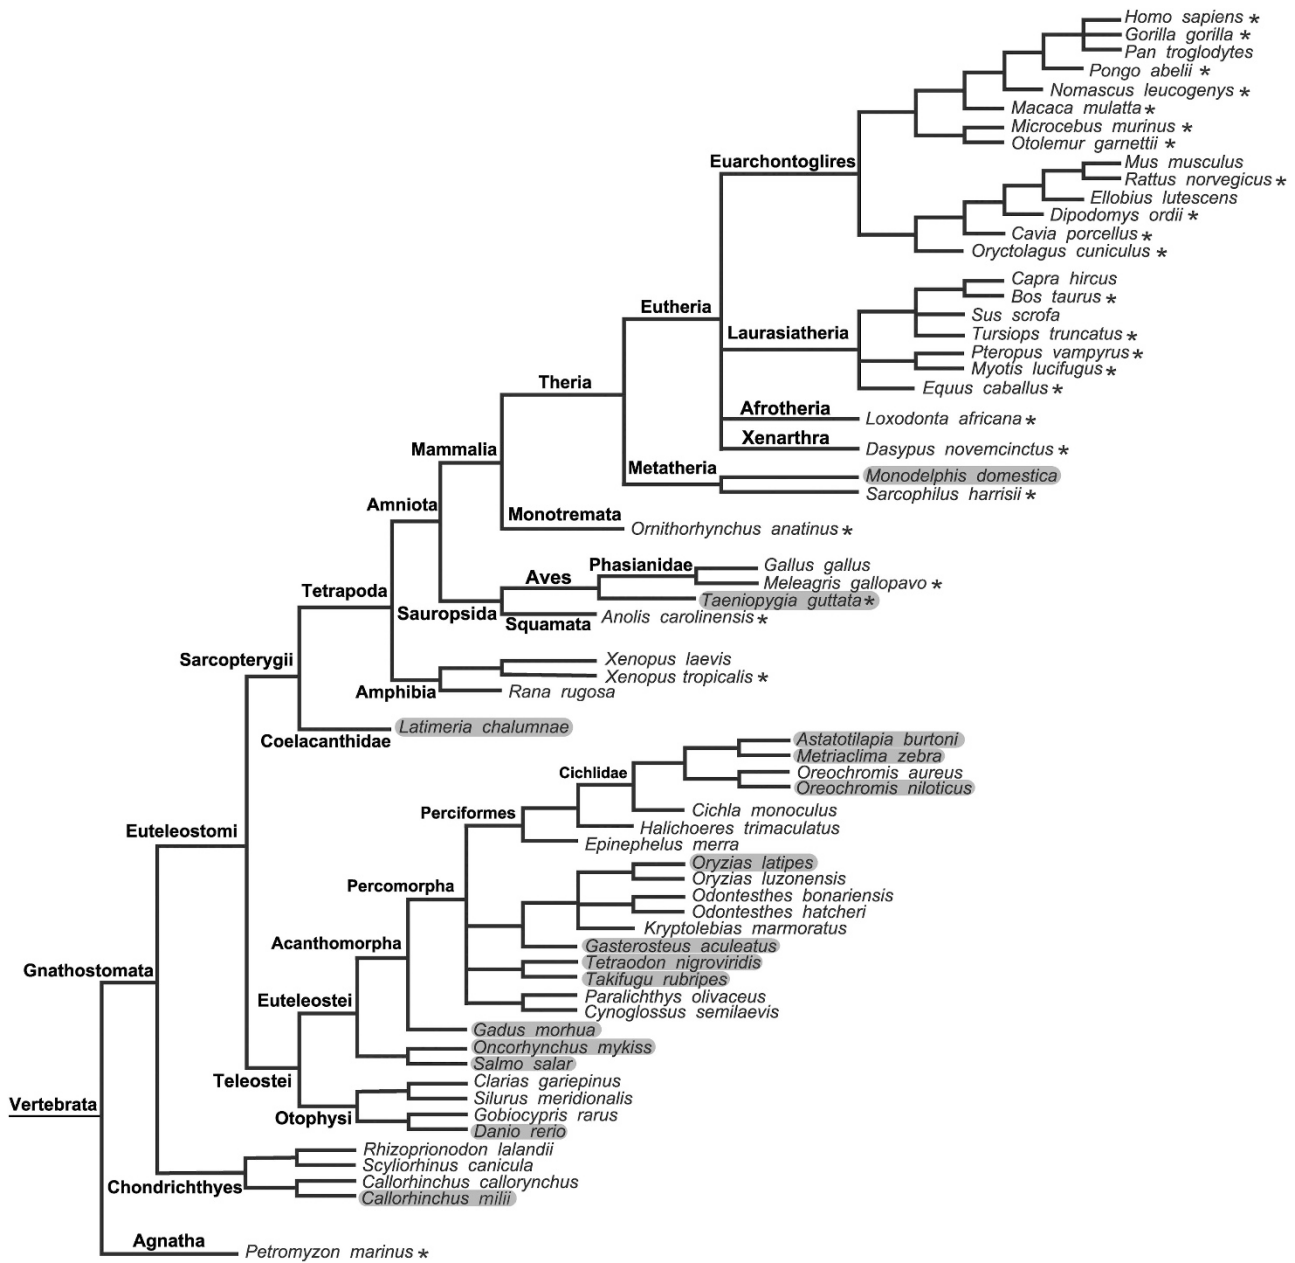 Homo sapiens *
Gorilla gorilla *
Pan troglodytes
Pongo abelii *
Nomascus leucogenys *
Macaca mulatta *
Microcebus murinus *
Otolemur garnettii *
Euarchontoglires
Mus musculus
Rattus norvegicus *
Ellobius lutescens
Dipodomys ordii *
Cavia porcellus *
Oryctolagus cuniculus *
Capra hircus
Bos taurus *
Eutheria
Sus scrofa
Laurasiatheria
Tursiops truncatus *
Pteropus vampyrus *
Myotis lucifugus *
Theria
Equus caballus *
Afrotheria
Loxodonta africana *
Xenarthra
Mammalia
Dasypus novemcinctus *
Metatheria
Monodelphis domestica
Sarcophilus harrisii *
Amniota
Monotremata
Ornithorhynchus anatinus *
Phasianidae
Gallus gallus
Aves
Meleagris gallopavo *
Tetrapoda
Taeniopygia guttata *
Sauropsida
Anolis carolinensis *
Squamata
Sarcopterygii
Xenopus laevis
Xenopus tropicalis *
Amphibia
Rana rugosa
Latimeria chalumnae
Coelacanthidae
Astatotilapia burtoni
Metriaclima zebra
Cichlidae
Oreochromis aureus
Oreochromis niloticus
Perciformes
Cichla monoculus
Euteleostomi
Halichoeres trimaculatus
Epinephelus merra
Oryzias latipes
Oryzias luzonensis
Percomorpha
Odontesthes bonariensis
Odontesthes hatcheri
Kryptolebias marmoratus
Acanthomorpha
Gasterosteus aculeatus
Tetraodon nigroviridis
Gnathostomata
Takifugu rubripes
Euteleostei
Paralichthys olivaceus
Cynoglossus semilaevis
Gadus morhua
Oncorhynchus mykiss
Salmo salar
Teleostei
Clarias gariepinus
Silurus meridionalis
Vertebrata
Otophysi
Gobiocypris rarus
Danio rerio
Rhizoprionodon lalandii
Scyliorhinus canicula
Chondrichthyes
Callorhinchus callorynchus
Callorhinchus milii
Agnatha
Petromyzon marinus *